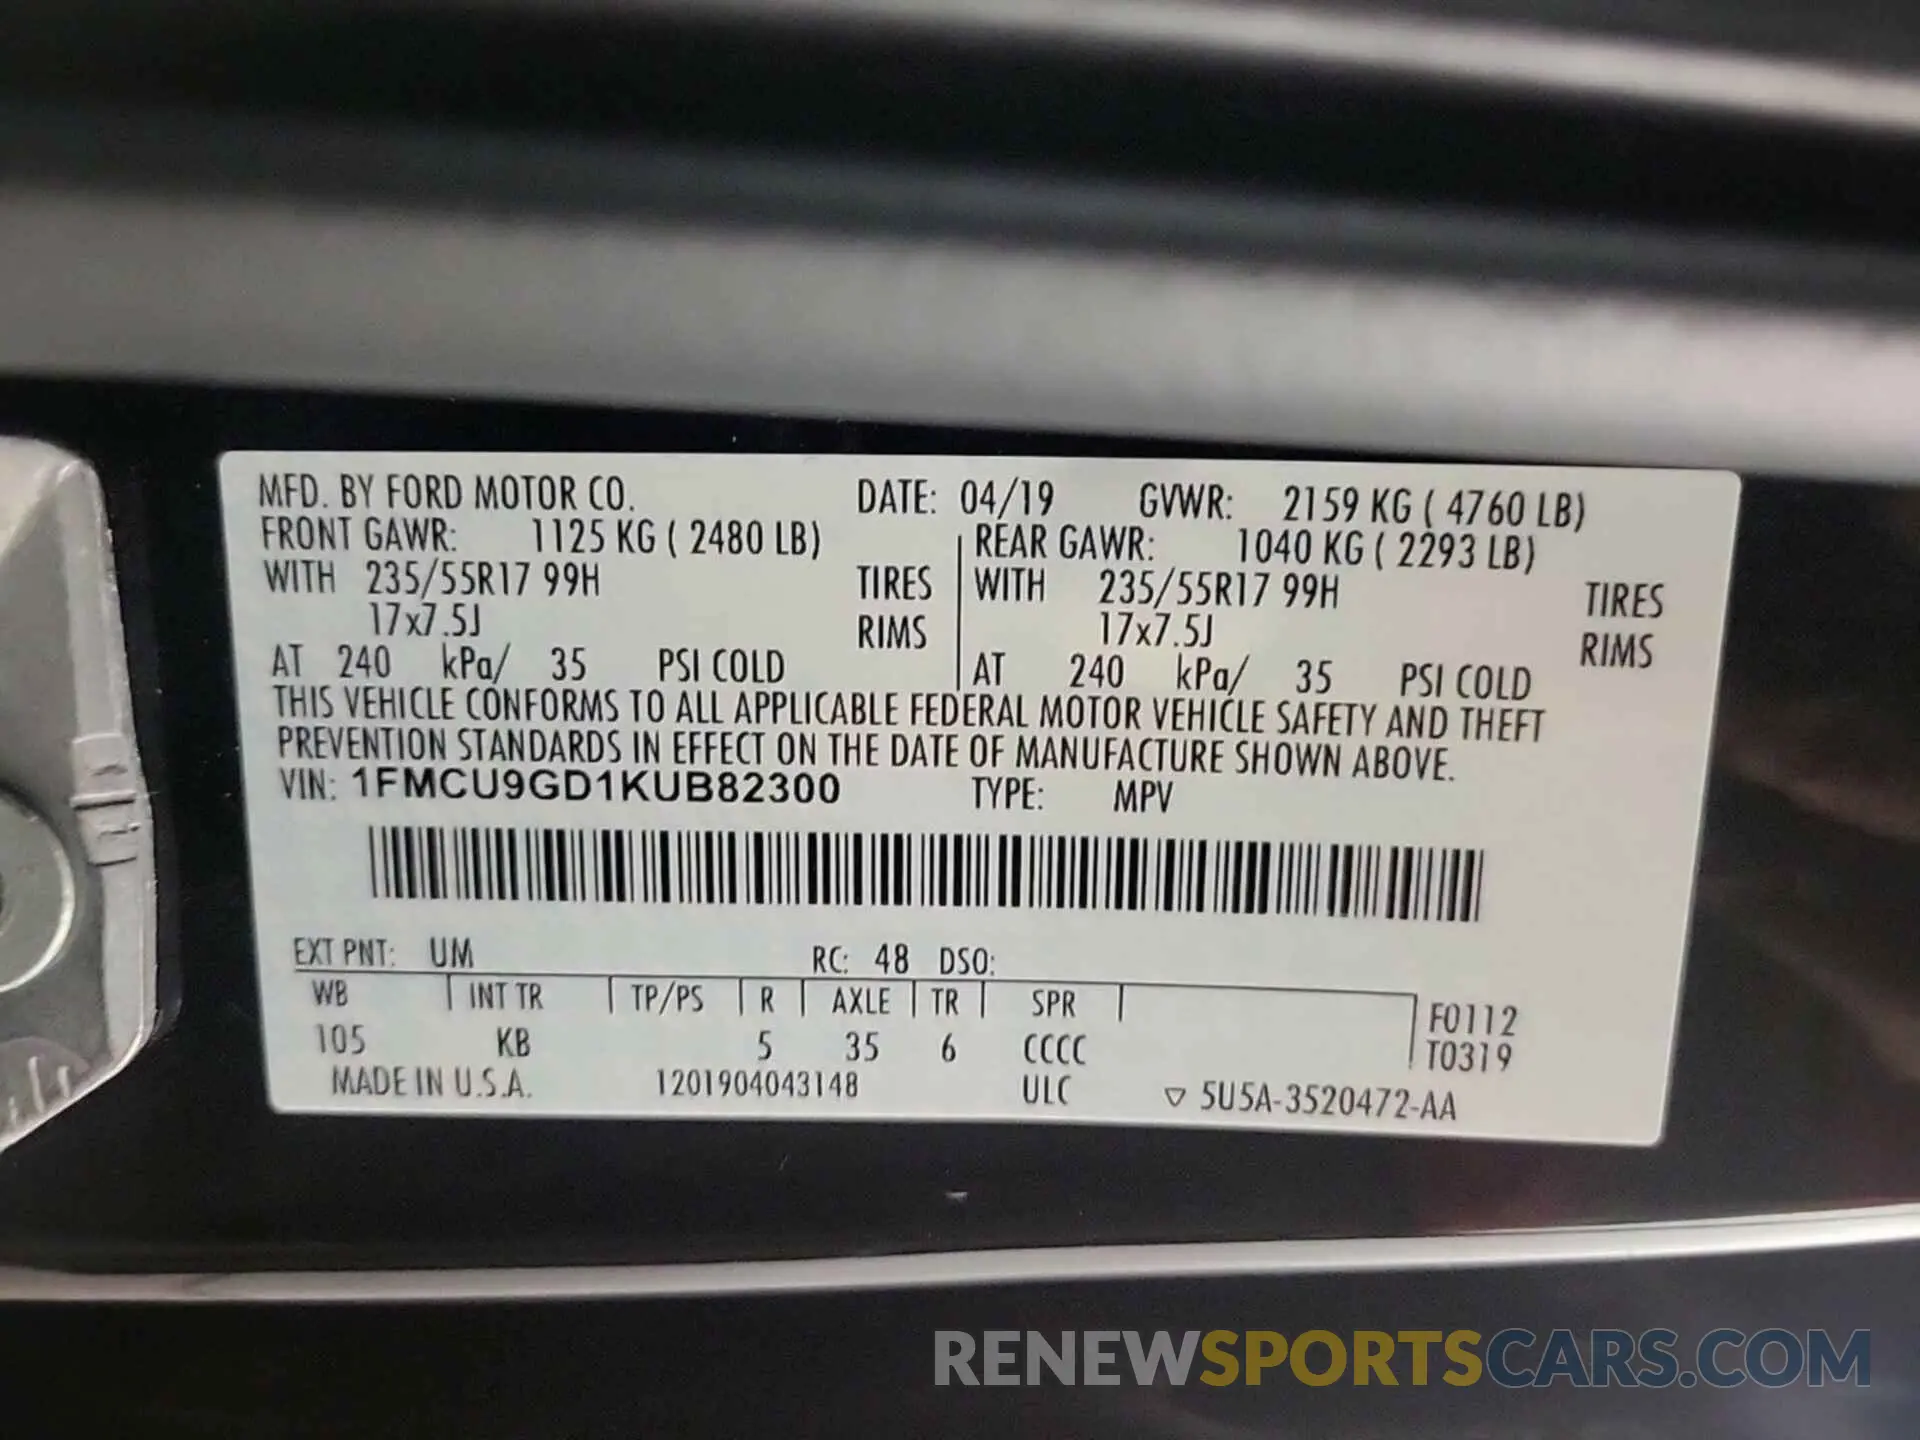 MFD. BY FORD MOTOR CO. DATE: 04/19 GVWR: 2159 KG ( 4760 LB)
FRONT GAWR: 1125 KG ( 2480 LB) REAR GAWR: 1040 KG ( 2293 LB)
WITH 235/55R17 99H TIRES WITH 235/55R17 99H TIRES
17x7.5J RIMS 17x7.5J RIMS
AT 240 kPa/ 35 PSI COLD AT 240 kPa/ 35 PSI COLD
THIS VEHICLE CONFORMS TO ALL APPLICABLE FEDERAL MOTOR VEHICLE SAFETY AND THEFT
PREVENTION STANDARDS IN EFFECT ON THE DATE OF MANUFACTURE SHOWN ABOVE.
VIN: 1FMCU9GD1KUB82300 TYPE: MPV
EXT PNT: UM RC: 48 DSO:
WB INT TR TP/PS R AXLE TR SPR F0112
105 KB 5 35 6 CCCC T0319
MADE IN U.S.A. 1201904043148 ULC ▽ 5U5A-3520472-AA
RENEWSPORTSCARS.COM